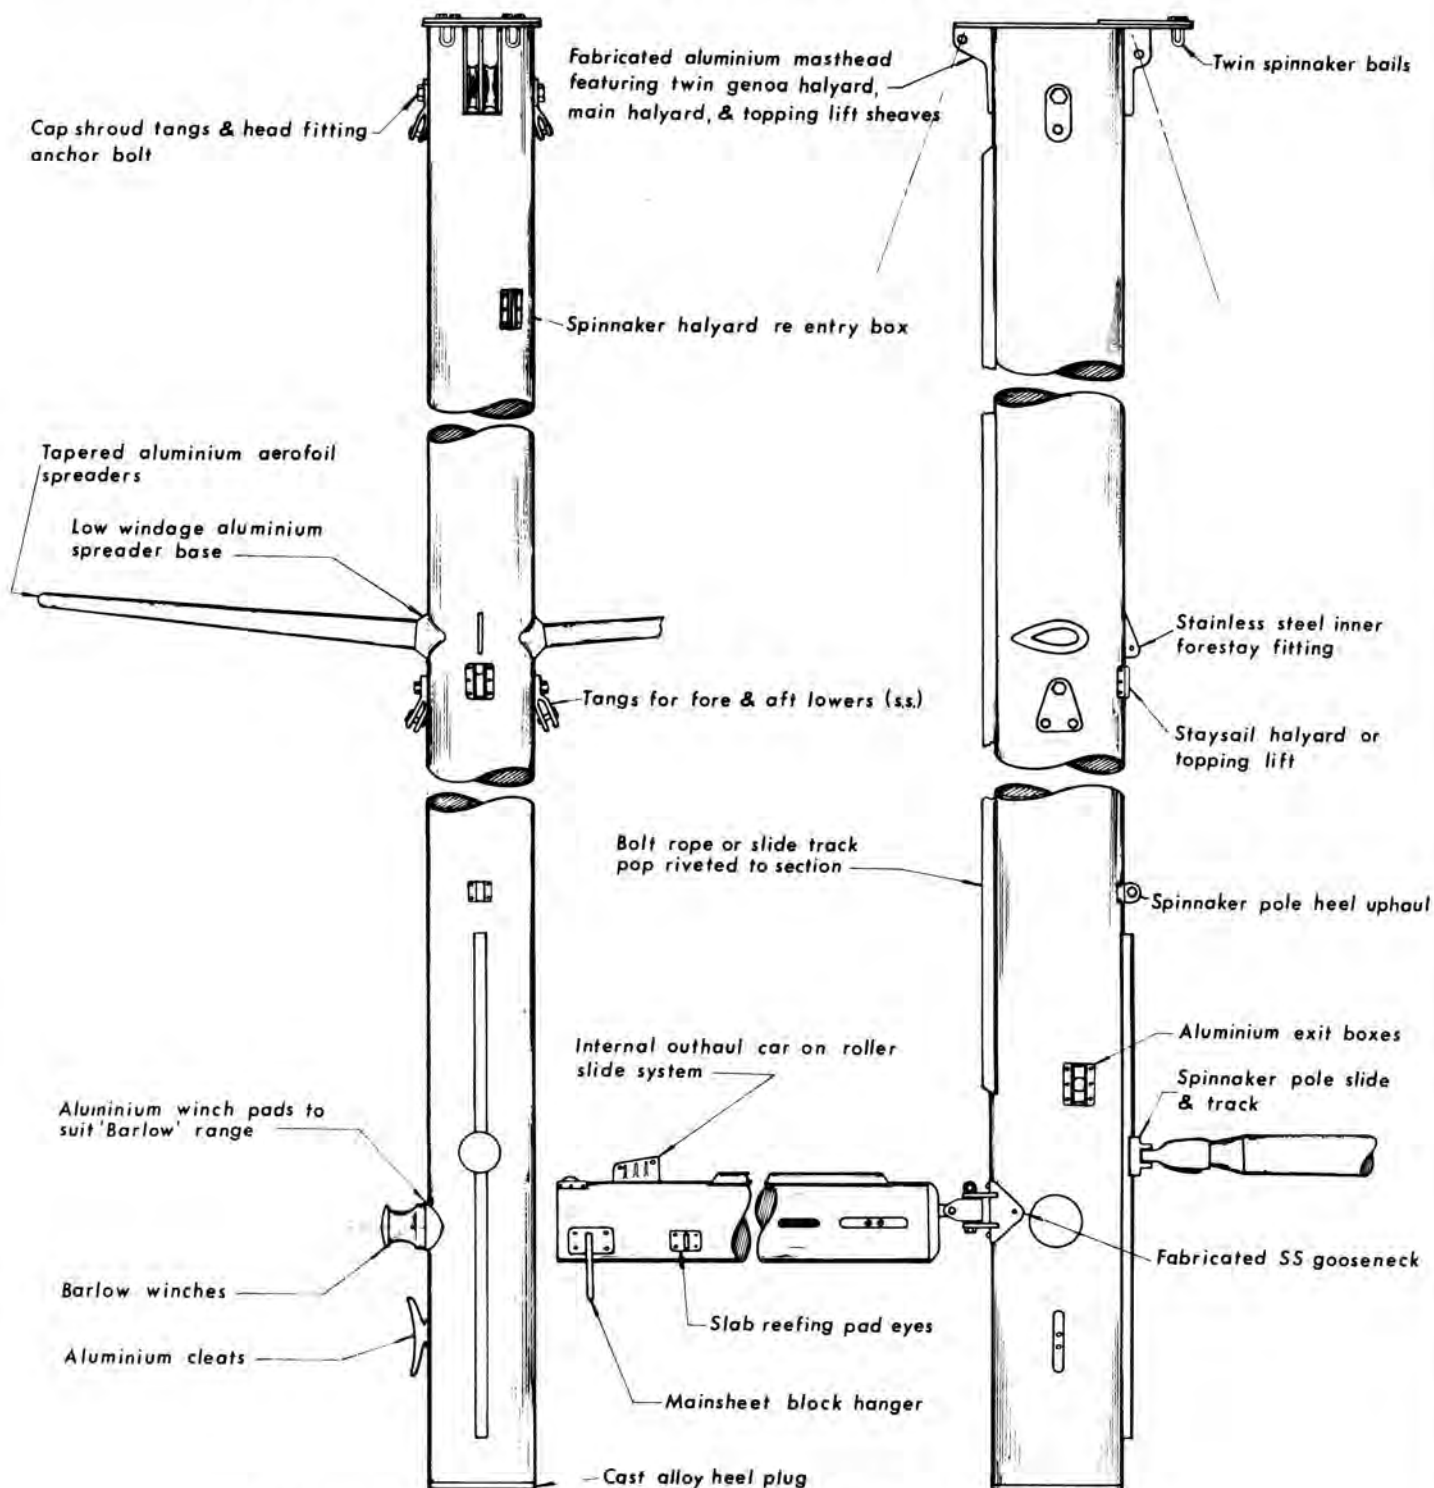 Fabricated aluminium masthead
featuring twin genoa halyard,
main halyard, & topping lift sheaves
Twin spinnaker bails
Cap shroud tangs & head fitting
anchor bolt
Spinnaker halyard re entry box
Tapered aluminium aerofoil
spreaders
Low windage aluminium
spreader base
Stainless steel inner
forestay fitting
Tangs for fore & aft lowers (s.s.)
Staysail halyard or
topping lift
Bolt rope or slide track
pop riveted to section
Spinnaker pole heel uphaul
Internal outhaul car on roller
slide system
Aluminium exit boxes
Spinnaker pole slide
& track
Aluminium winch pads to
suit 'Barlow' range
Fabricated SS gooseneck
Barlow winches
Slab reefing pad eyes
Aluminium cleats
Mainsheet block hanger
Cast alloy heel plug